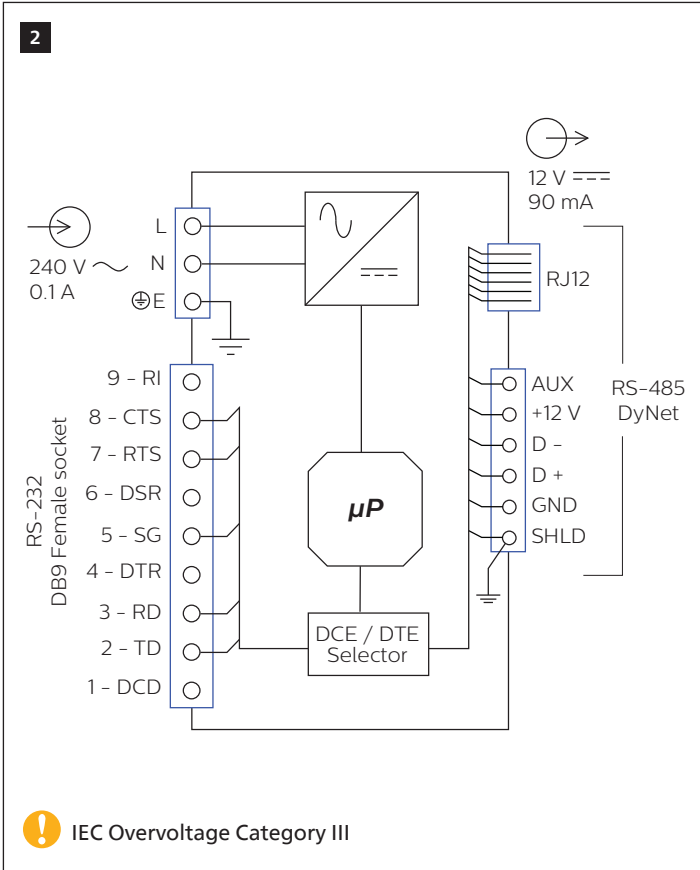 2
12 V
90 mA
240 V
0.1 A
L
N
E
RJ12
9 - RI
8 - CTS
7 - RTS
6 - DSR
5 - SG
4 - DTR
3 - RD
2 - TD
1 - DCD
RS-232
DB9 Female socket
µP
DCE / DTE
Selector
AUX
+12 V
D -
D +
GND
SHLD
RS-485
DyNet
! IEC Overvoltage Category III